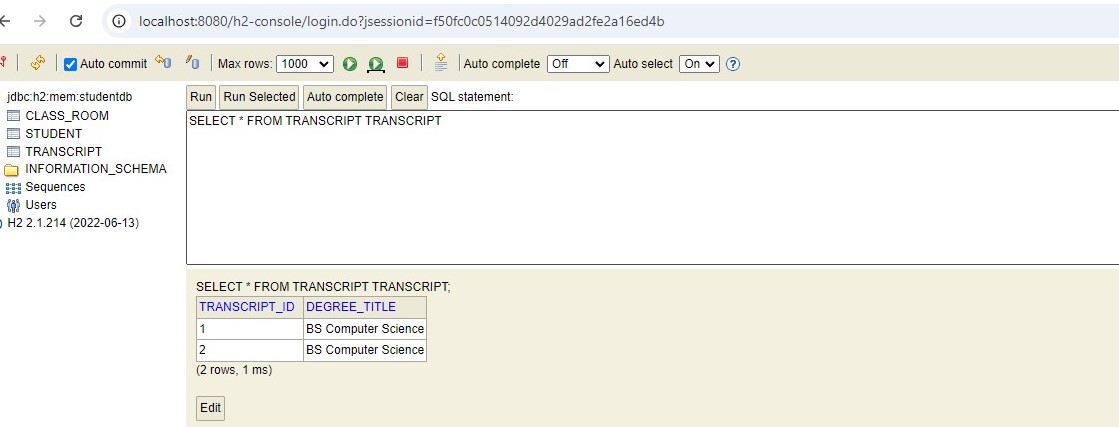 localhost:8080/h2-console/login.do?jsessionid=f50fc0c0514092d4029ad2fe2a16ed4b
Auto commit Max rows: 1000 Auto complete Off Auto select On ?
jdbc:h2:mem:studentdb
CLASS_ROOM
STUDENT
TRANSCRIPT
INFORMATION_SCHEMA
Sequences
Users
H2 2.1.214 (2022-06-13)
Run Run Selected Auto complete Clear SQL statement:
SELECT * FROM TRANSCRIPT TRANSCRIPT
SELECT * FROM TRANSCRIPT TRANSCRIPT;
TRANSCRIPT_ID DEGREE_TITLE
1 BS Computer Science
2 BS Computer Science
(2 rows, 1 ms)
Edit